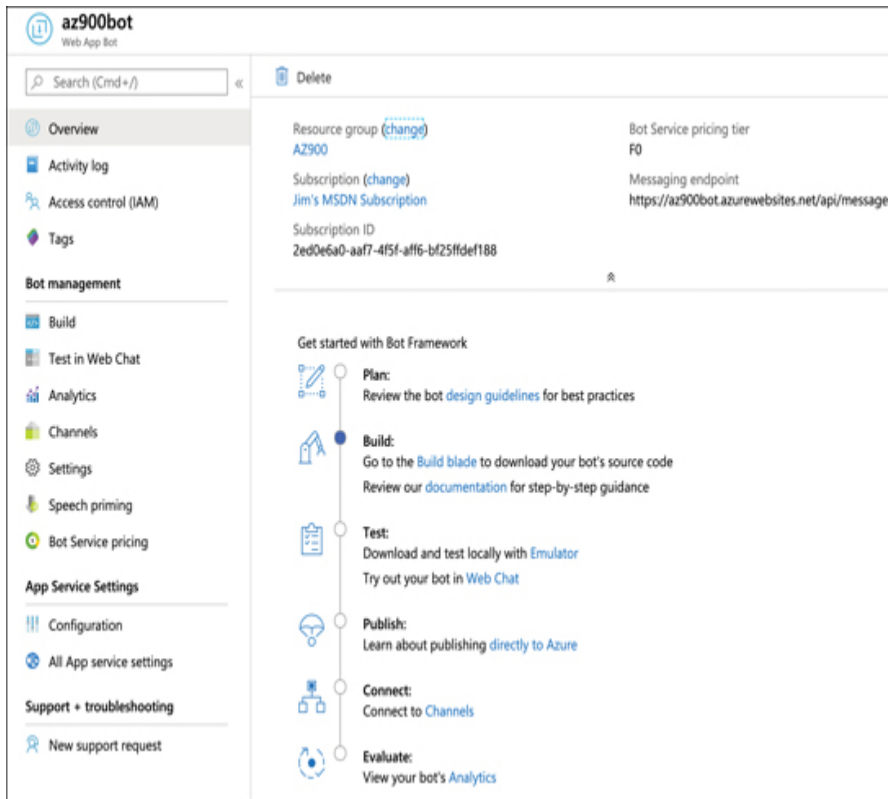 az900bot
Web App Bot
Search (Cmd+/)
«
Overview
Activity log
Access control (IAM)
Tags
Bot management
Build
Test in Web Chat
Analytics
Channels
Settings
Speech priming
Bot Service pricing
App Service Settings
Configuration
All App service settings
Support + troubleshooting
New support request
Delete
Resource group (change)
AZ900
Subscription (change)
Jim's MSDN Subscription
Subscription ID
2ed0e6a0-aaf7-4f5f-aff6-bf25ffdef188
Bot Service pricing tier
F0
Messaging endpoint
https://az900bot.azurewebsites.net/api/message
Get started with Bot Framework
Plan:
Review the bot design guidelines for best practices
Build:
Go to the Build blade to download your bot's source code
Review our documentation for step-by-step guidance
Test:
Download and test locally with Emulator
Try out your bot in Web Chat
Publish:
Learn about publishing directly to Azure
Connect:
Connect to Channels
Evaluate:
View your bot's Analytics